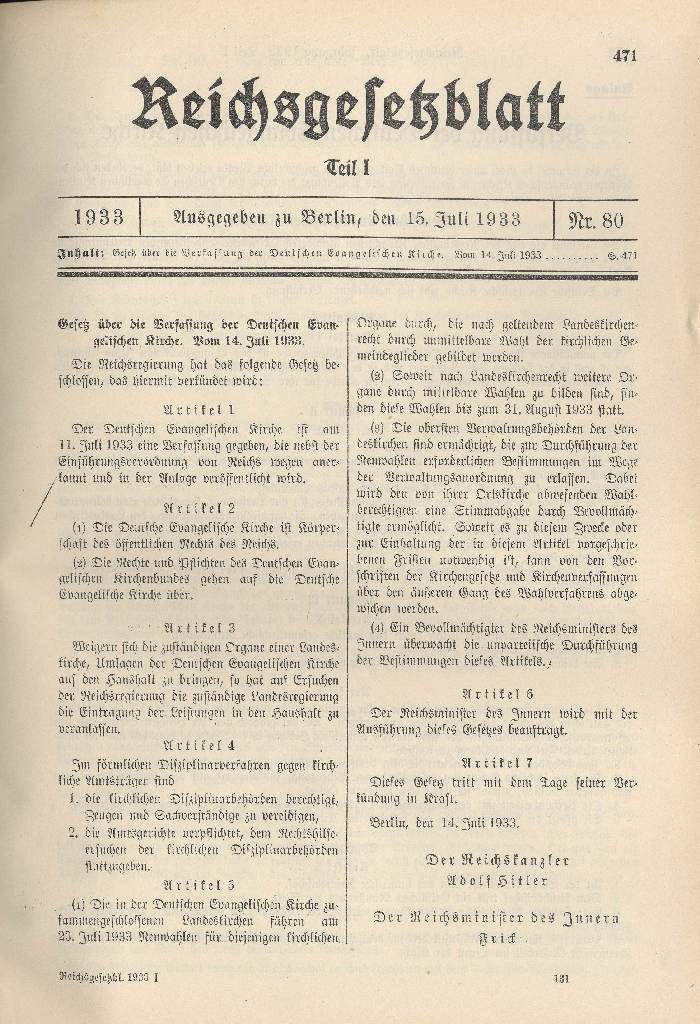 471
Reichsgesetzblatt
Teil I
1933 Ausgegeben zu Berlin, den 15. Juli 1933 Nr. 80
Inhalt: Gesetz über die Verfassung der Deutschen Evangelischen Kirche. Vom 14. Juli 1933 .......... S. 471
Gesetz über die Verfassung der Deutschen Evan-
gelischen Kirche. Vom 14. Juli 1933.
Die Reichsregierung hat das folgende Gesetz be-
schlossen, das hiermit verkündet wird:
Artikel 1
Der Deutschen Evangelischen Kirche ist am
11. Juli 1933 eine Verfassung gegeben, die nebst der
Einführungsverordnung von Reichs wegen aner-
kannt und in der Anlage veröffentlicht wird.
Artikel 2
(1) Die Deutsche Evangelische Kirche ist Körper-
schaft des öffentlichen Rechts des Reichs.
(2) Die Rechte und Pflichten des Deutschen Evan-
gelischen Kirchenbundes gehen auf die Deutsche
Evangelische Kirche über.
Artikel 3
Weigern sich die zuständigen Organe einer Landes-
kirche, Umlagen der Deutschen Evangelischen Kirche
auf den Haushalt zu bringen, so hat auf Ersuchen
der Reichsregierung die zuständige Landesregierung
die Eintragung der Leistungen in den Haushalt zu
veranlassen.
Artikel 4
Im förmlichen Disziplinarverfahren gegen kirch-
liche Amtsträger sind
1. die kirchlichen Disziplinarbehörden berechtigt,
Zeugen und Sachverständige zu vereidigen,
2. die Amtsgerichte verpflichtet, dem Rechtshilfe-
ersuchen der kirchlichen Disziplinarbehörden
stattzugeben.
Artikel 5
(1) Die in der Deutschen Evangelischen Kirche zu-
sammengeschlossenen Landeskirchen führen am
23. Juli 1933 Neuwahlen für diejenigen kirchlichen
Organe durch, die nach geltendem Landeskirchen-
recht durch unmittelbare Wahl der kirchlichen Ge-
meindeglieder gebildet werden.
(2) Soweit nach Landeskirchenrecht weitere Or-
gane durch mittelbare Wahlen zu bilden sind, fin-
den diese Wahlen bis zum 31. August 1933 statt.
(3) Die obersten Verwaltungsbehörden der Lan-
deskirchen sind ermächtigt, die zur Durchführung der
Neuwahlen erforderlichen Bestimmungen im Wege
der Verwaltungsanordnung zu erlassen. Dabei
wird den von ihrer Ortskirche abwesenden Wahl-
berechtigten eine Stimmabgabe durch Bevollmäch-
tigte ermöglicht. Soweit es zu diesem Zwecke oder
zur Einhaltung der in diesem Artikel vorgeschrie-
benen Fristen notwendig ist, kann von den Vor-
schriften der Kirchengesetze und Kirchenverfassungen
über den äußeren Gang des Wahlverfahrens abge-
wichen werden.
(4) Ein Bevollmächtigter des Reichsministers des
Innern überwacht die unparteiische Durchführung
der Bestimmungen dieses Artikels.
Artikel 6
Der Reichsminister des Innern wird mit der
Ausführung dieses Gesetzes beauftragt.
Artikel 7
Dieses Gesetz tritt mit dem Tage seiner Ver-
kündung in Kraft.
Berlin, den 14. Juli 1933.
Der Reichskanzler
Adolf Hitler
Der Reichsminister des Innern
Frick
Reichsgesetzbl. 1933 I 131